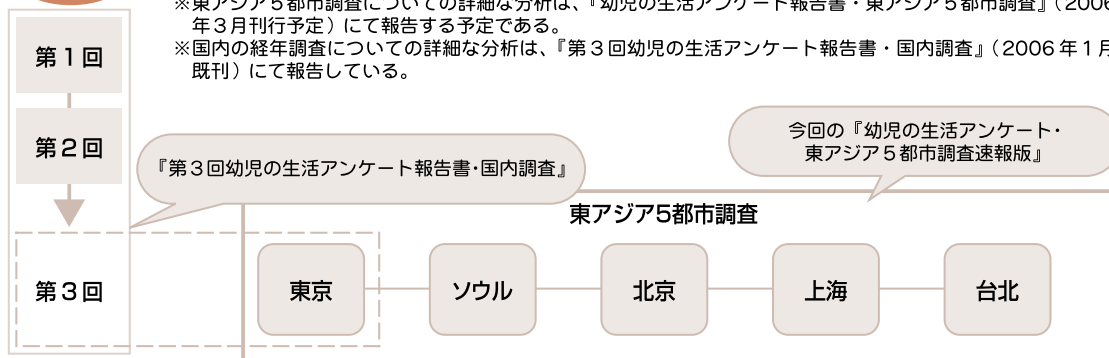 ※東アジア５都市調査についての詳細な分析は、『幼児の生活アンケート報告書・東アジア５都市調査』（2006
年３月刊行予定）にて報告する予定である。
※国内の経年調査についての詳細な分析は、『第３回幼児の生活アンケート報告書・国内調査』（2006年１月
既刊）にて報告している。
第１回
第２回
『第３回幼児の生活アンケート報告書・国内調査』
今回の『幼児の生活アンケート・
東アジア５都市調査速報版』
東アジア5都市調査
第３回
東京
ソウル
北京
上海
台北